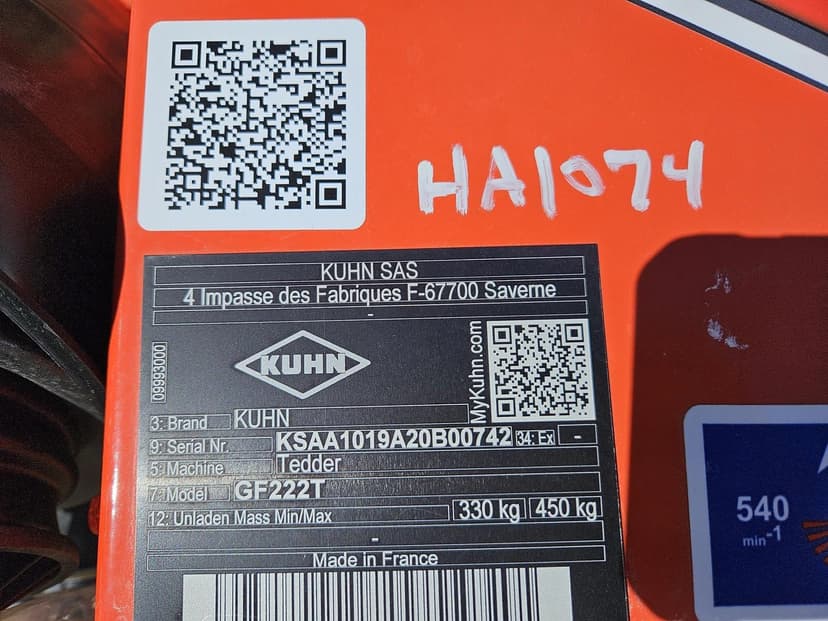 HA1074
KUHN SAS
4 Impasse des Fabriques F-67700 Saverne
-
09993000
KUHN
MyKuhn.com
3: Brand KUHN
9: Serial Nr. KSAA1019A20B00742 34: Ex -
5: Machine Tedder
7: Model GF222T
12: Unladen Mass Min/Max 330 kg 450 kg
-
Made in France
540
min-1